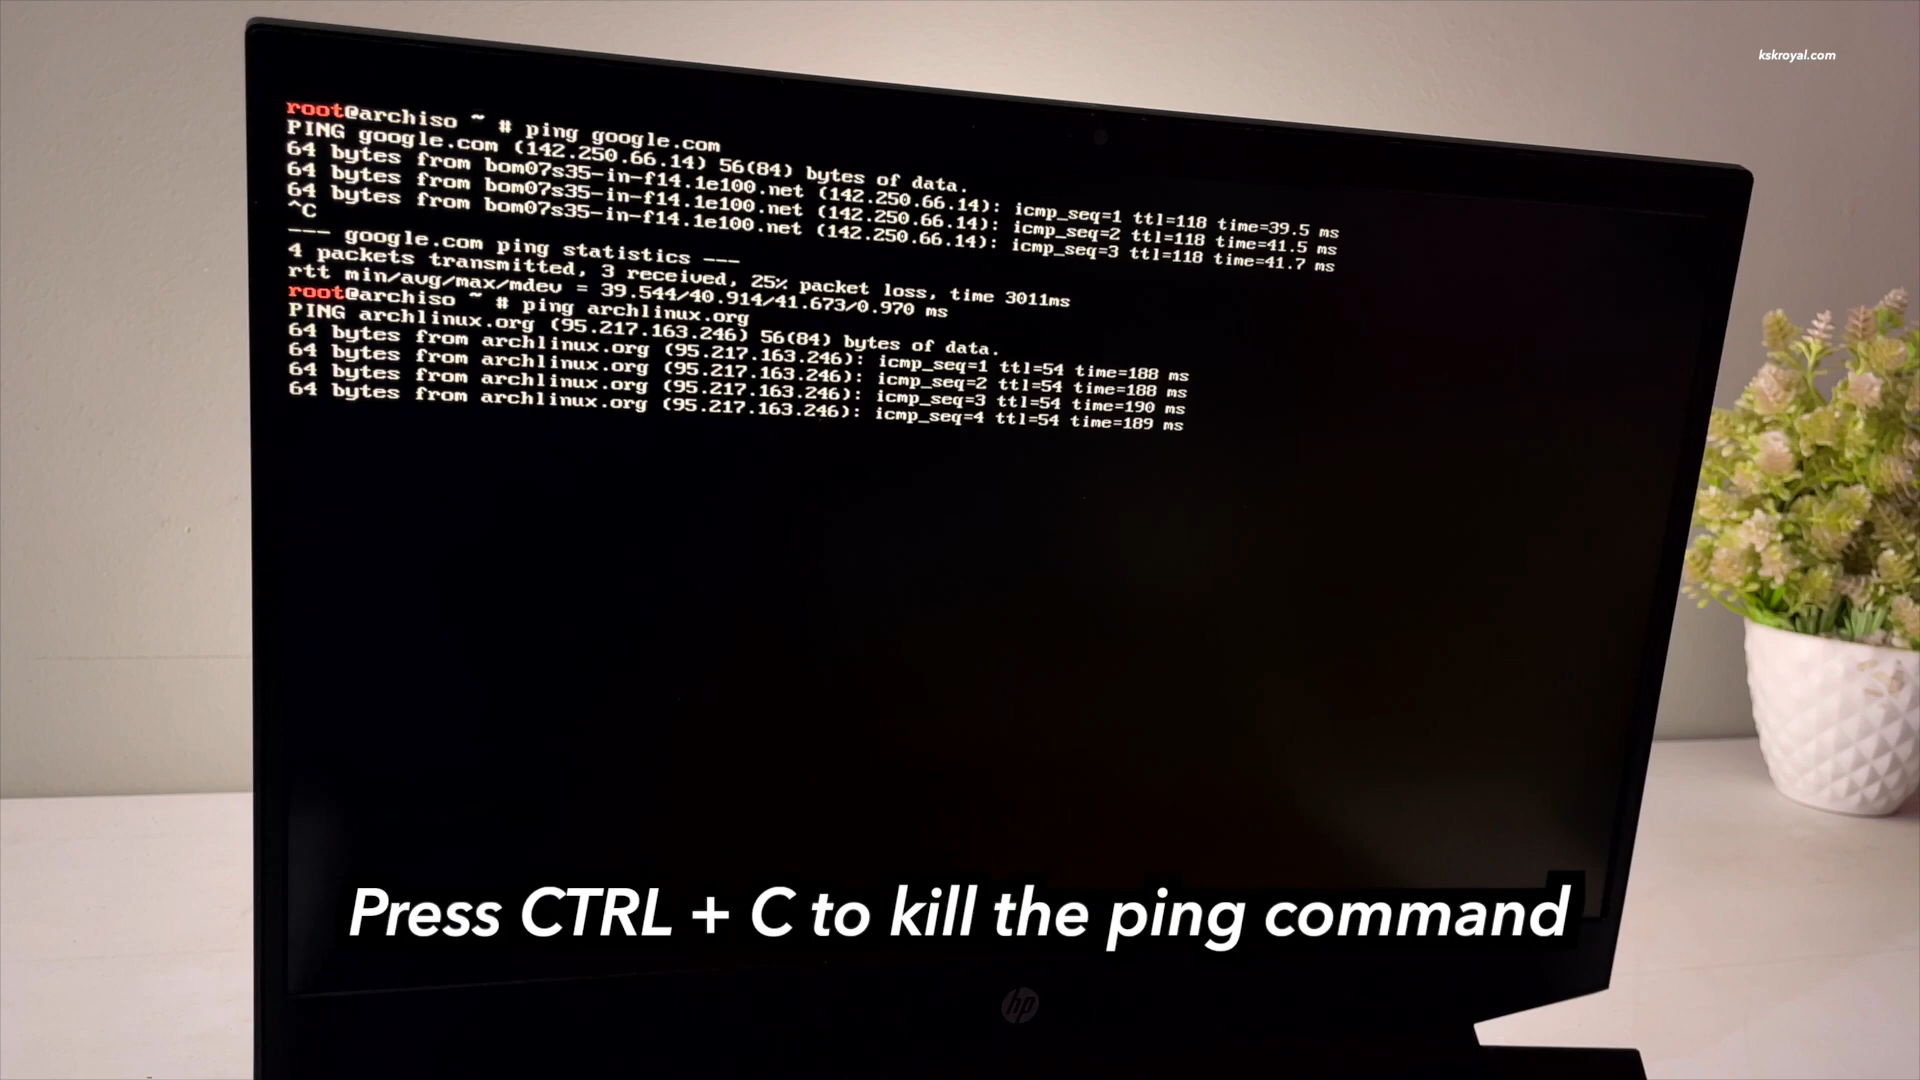 kskroyal.com
root@archiso ~ # ping google.com
PING google.com (142.250.66.14) 56(84) bytes of data.
64 bytes from bom07s35-in-f14.1e100.net (142.250.66.14): icmp_seq=1 ttl=118 time=39.5 ms
64 bytes from bom07s35-in-f14.1e100.net (142.250.66.14): icmp_seq=2 ttl=118 time=41.5 ms
64 bytes from bom07s35-in-f14.1e100.net (142.250.66.14): icmp_seq=3 ttl=118 time=41.7 ms
^C
--- google.com ping statistics ---
4 packets transmitted, 3 received, 25% packet loss, time 3011ms
rtt min/avg/max/mdev = 39.544/40.914/41.673/0.970 ms
root@archiso ~ # ping archlinux.org
PING archlinux.org (95.217.163.246) 56(84) bytes of data.
64 bytes from archlinux.org (95.217.163.246): icmp_seq=1 ttl=54 time=188 ms
64 bytes from archlinux.org (95.217.163.246): icmp_seq=2 ttl=54 time=188 ms
64 bytes from archlinux.org (95.217.163.246): icmp_seq=3 ttl=54 time=190 ms
64 bytes from archlinux.org (95.217.163.246): icmp_seq=4 ttl=54 time=189 ms
Press CTRL + C to kill the ping command
hp